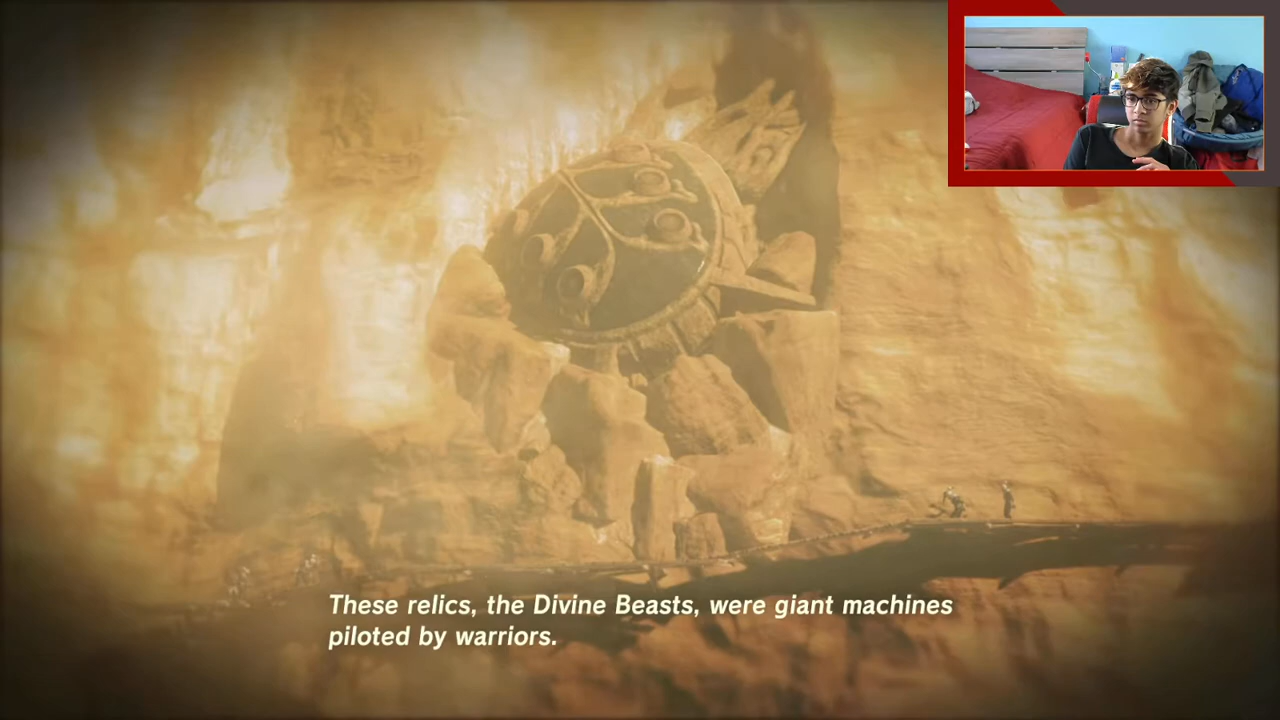 These relics, the Divine Beasts, were giant machines
piloted by warriors.